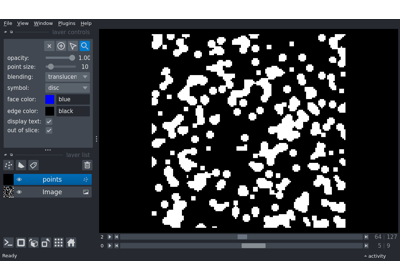 File View Window Plugins Help
layer controls
opacity: 1.00
point size: 10
blending: translucen
symbol: disc
face color: blue
edge color: black
display text:
out of slice:
layer list
points
Image
2 64 127
0 5 9
Ready activity